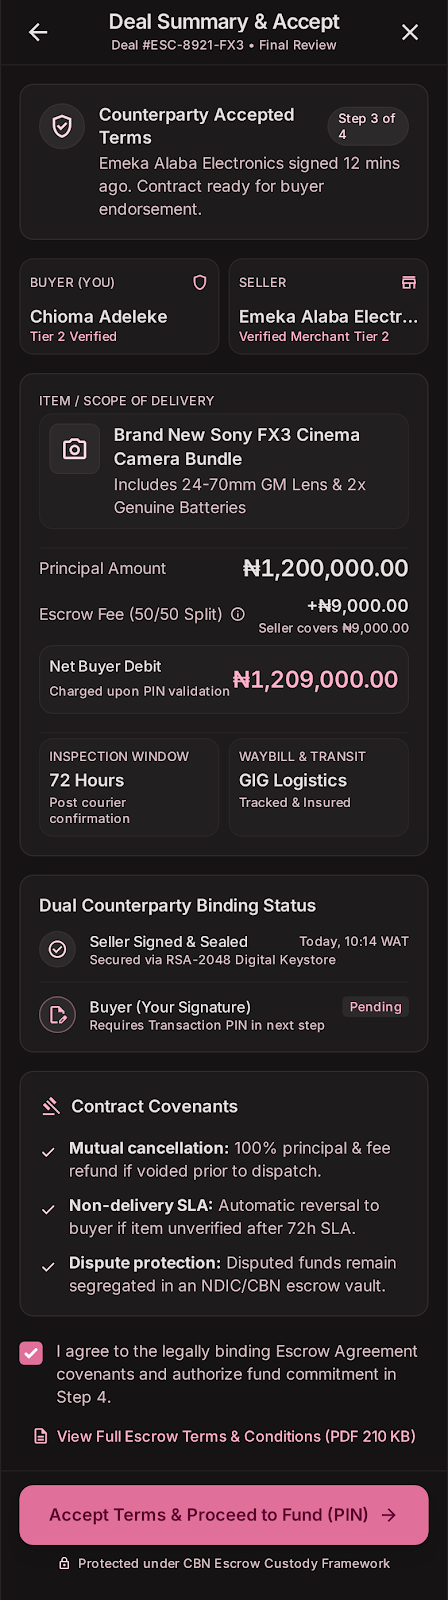 Deal Summary & Accept
Deal #ESC-8921-FX3 • Final Review
Counterparty Accepted
Terms
Step 3 of
4
Emeka Alaba Electronics signed 12 mins
ago. Contract ready for buyer
endorsement.
BUYER (YOU)
Chioma Adeleke
Tier 2 Verified
SELLER
Emeka Alaba Electr...
Verified Merchant Tier 2
ITEM / SCOPE OF DELIVERY
Brand New Sony FX3 Cinema
Camera Bundle
Includes 24-70mm GM Lens & 2x
Genuine Batteries
Principal Amount
₦1,200,000.00
Escrow Fee (50/50 Split)
+₦9,000.00
Seller covers ₦9,000.00
Net Buyer Debit
Charged upon PIN validation
₦1,209,000.00
INSPECTION WINDOW
72 Hours
Post courier
confirmation
WAYBILL & TRANSIT
GIG Logistics
Tracked & Insured
Dual Counterparty Binding Status
Seller Signed & Sealed
Today, 10:14 WAT
Secured via RSA-2048 Digital Keystore
Buyer (Your Signature)
Pending
Requires Transaction PIN in next step
Contract Covenants
Mutual cancellation: 100% principal & fee
refund if voided prior to dispatch.
Non-delivery SLA: Automatic reversal to
buyer if item unverified after 72h SLA.
Dispute protection: Disputed funds remain
segregated in an NDIC/CBN escrow vault.
I agree to the legally binding Escrow Agreement
covenants and authorize fund commitment in
Step 4.
View Full Escrow Terms & Conditions (PDF 210 KB)
Accept Terms & Proceed to Fund (PIN)
Protected under CBN Escrow Custody Framework